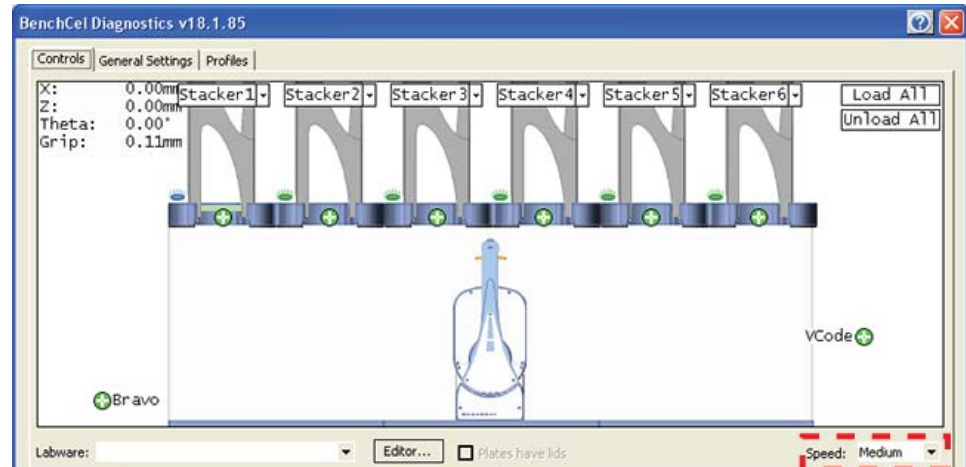 BenchCel Diagnostics v18.1.85
Controls General Settings Profiles
X: 0.00mm
Z: 0.00mm
Theta: 0.00°
Grip: 0.11mm
Stacker1 Stacker2 Stacker3 Stacker4 Stacker5 Stacker6
Load All
Unload All
VCode
Bravo
Labware: Editor... Plates have lids Speed: Medium